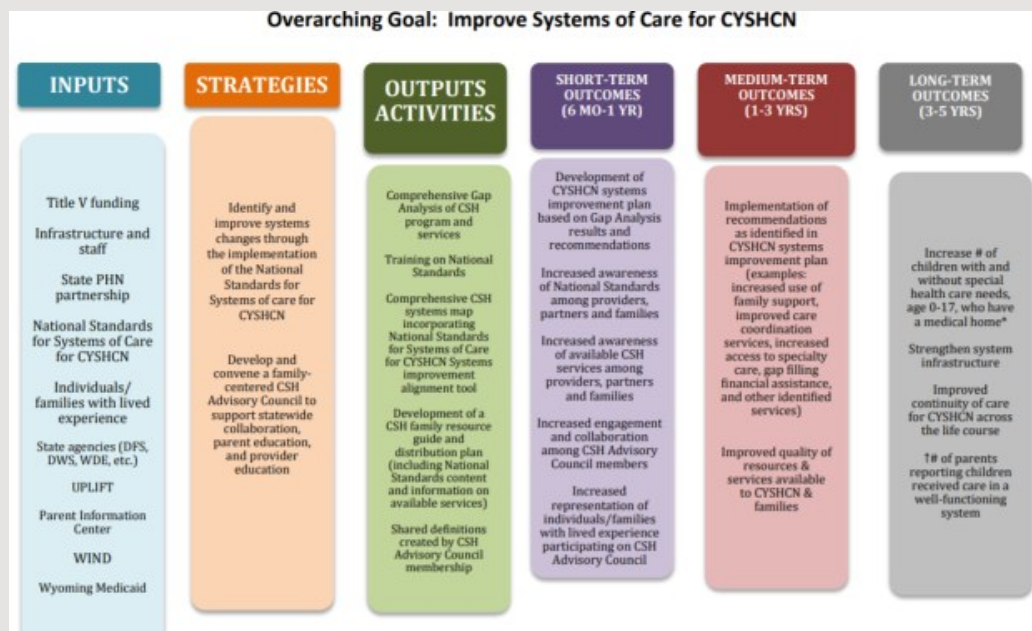 Overarching Goal: Improve Systems of Care for CYSHCN
INPUTS
Title V funding
Infrastructure and
staff
State PHN
partnership
National Standards
for Systems of Care
for CYSHCN
Individuals/
families with lived
experience
State agencies (DFS,
DWS, WDE, etc.)
UPLIFT
Parent Information
Center
WIND
Wyoming Medicaid
STRATEGIES
Identify and
improve systems
changes through
the implementation
of the National
Standards for
Systems of care for
CYSHCN
Develop and
convene a family-
centered CSH
Advisory Council to
support statewide
collaboration,
parent education,
and provider
education
OUTPUTS
ACTIVITIES
Comprehensive Gap
Analysis of CSH
program and
services
Training on National
Standards
Comprehensive CSH
systems map
incorporating
National Standards
for Systems of Care
for CYSHCN Systems
improvement
alignment tool
Development of a
CSH family resource
guide and
distribution plan
(including National
Standards content
and information on
available services)
Shared definitions
created by CSH
Advisory Council
membership
SHORT-TERM
OUTCOMES
(6 MO-1 YR)
Development of
CYSHCN systems
improvement plan
based on Gap Analysis
results and
recommendations
Increased awareness
of National Standards
among providers,
partners and families
Increased awareness
of available CSH
services among
providers, partners
and families
Increased engagement
and collaboration
among CSH Advisory
Council members
Increased
representation of
individuals/families
with lived experience
participating on CSH
Advisory Council
MEDIUM-TERM
OUTCOMES
(1-3 YRS)
Implementation of
recommendations
as identified in
CYSHCN systems
improvement plan
(examples:
increased use of
family support,
improved care
coordination
services, increased
access to specialty
care, gap filling
financial assistance,
and other identified
services)
Improved quality of
resources &
services available
to CYSHCN &
families
LONG-TERM
OUTCOMES
(3-5 YRS)
Increase # of
children with and
without special
health care needs,
age 0-17, who have
a medical home*
Strengthen system
infrastructure
Improved
continuity of care
for CYSHCN across
the life course
↑# of parents
reporting children
received care in a
well-functioning
system